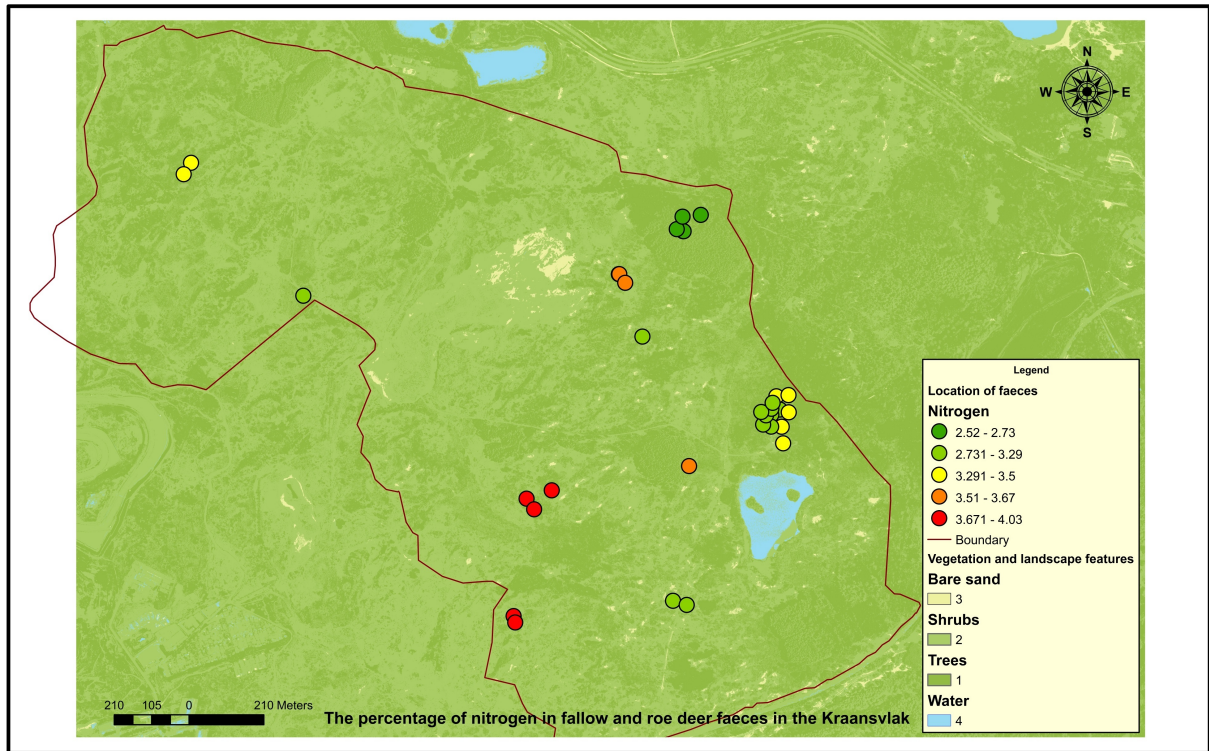 N
W E
S
Legend
Location of faeces
Nitrogen
2.52 - 2.73
2.731 - 3.29
3.291 - 3.5
3.51 - 3.67
3.671 - 4.03
Boundary
Vegetation and landscape features
Bare sand
3
Shrubs
2
Trees
1
Water
4
210 105 0 210 Meters
The percentage of nitrogen in fallow and roe deer faeces in the Kraansvlak